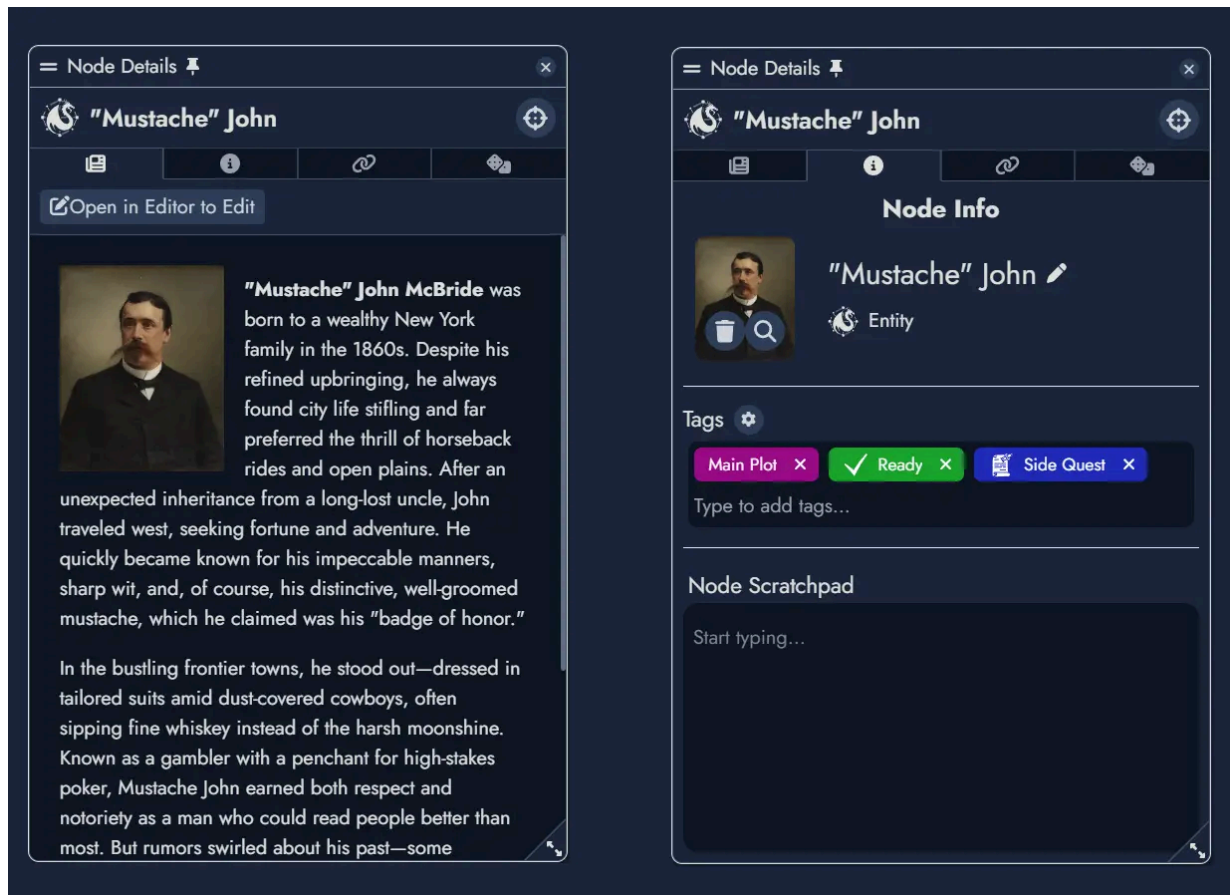 Node Details
"Mustache" John
Open in Editor to Edit
"Mustache" John McBride was
born to a wealthy New York
family in the 1860s. Despite his
refined upbringing, he always
found city life stifling and far
preferred the thrill of horseback
rides and open plains. After an
unexpected inheritance from a long-lost uncle, John
traveled west, seeking fortune and adventure. He
quickly became known for his impeccable manners,
sharp wit, and, of course, his distinctive, well-groomed
mustache, which he claimed was his "badge of honor."
In the bustling frontier towns, he stood out—dressed in
tailored suits amid dust-covered cowboys, often
sipping fine whiskey instead of the harsh moonshine.
Known as a gambler with a penchant for high-stakes
poker, Mustache John earned both respect and
notoriety as a man who could read people better than
most. But rumors swirled about his past—some
Node Details
"Mustache" John
Node Info
"Mustache" John
Entity
Tags
Main Plot × Ready × Side Quest ×
Type to add tags...
Node Scratchpad
Start typing...